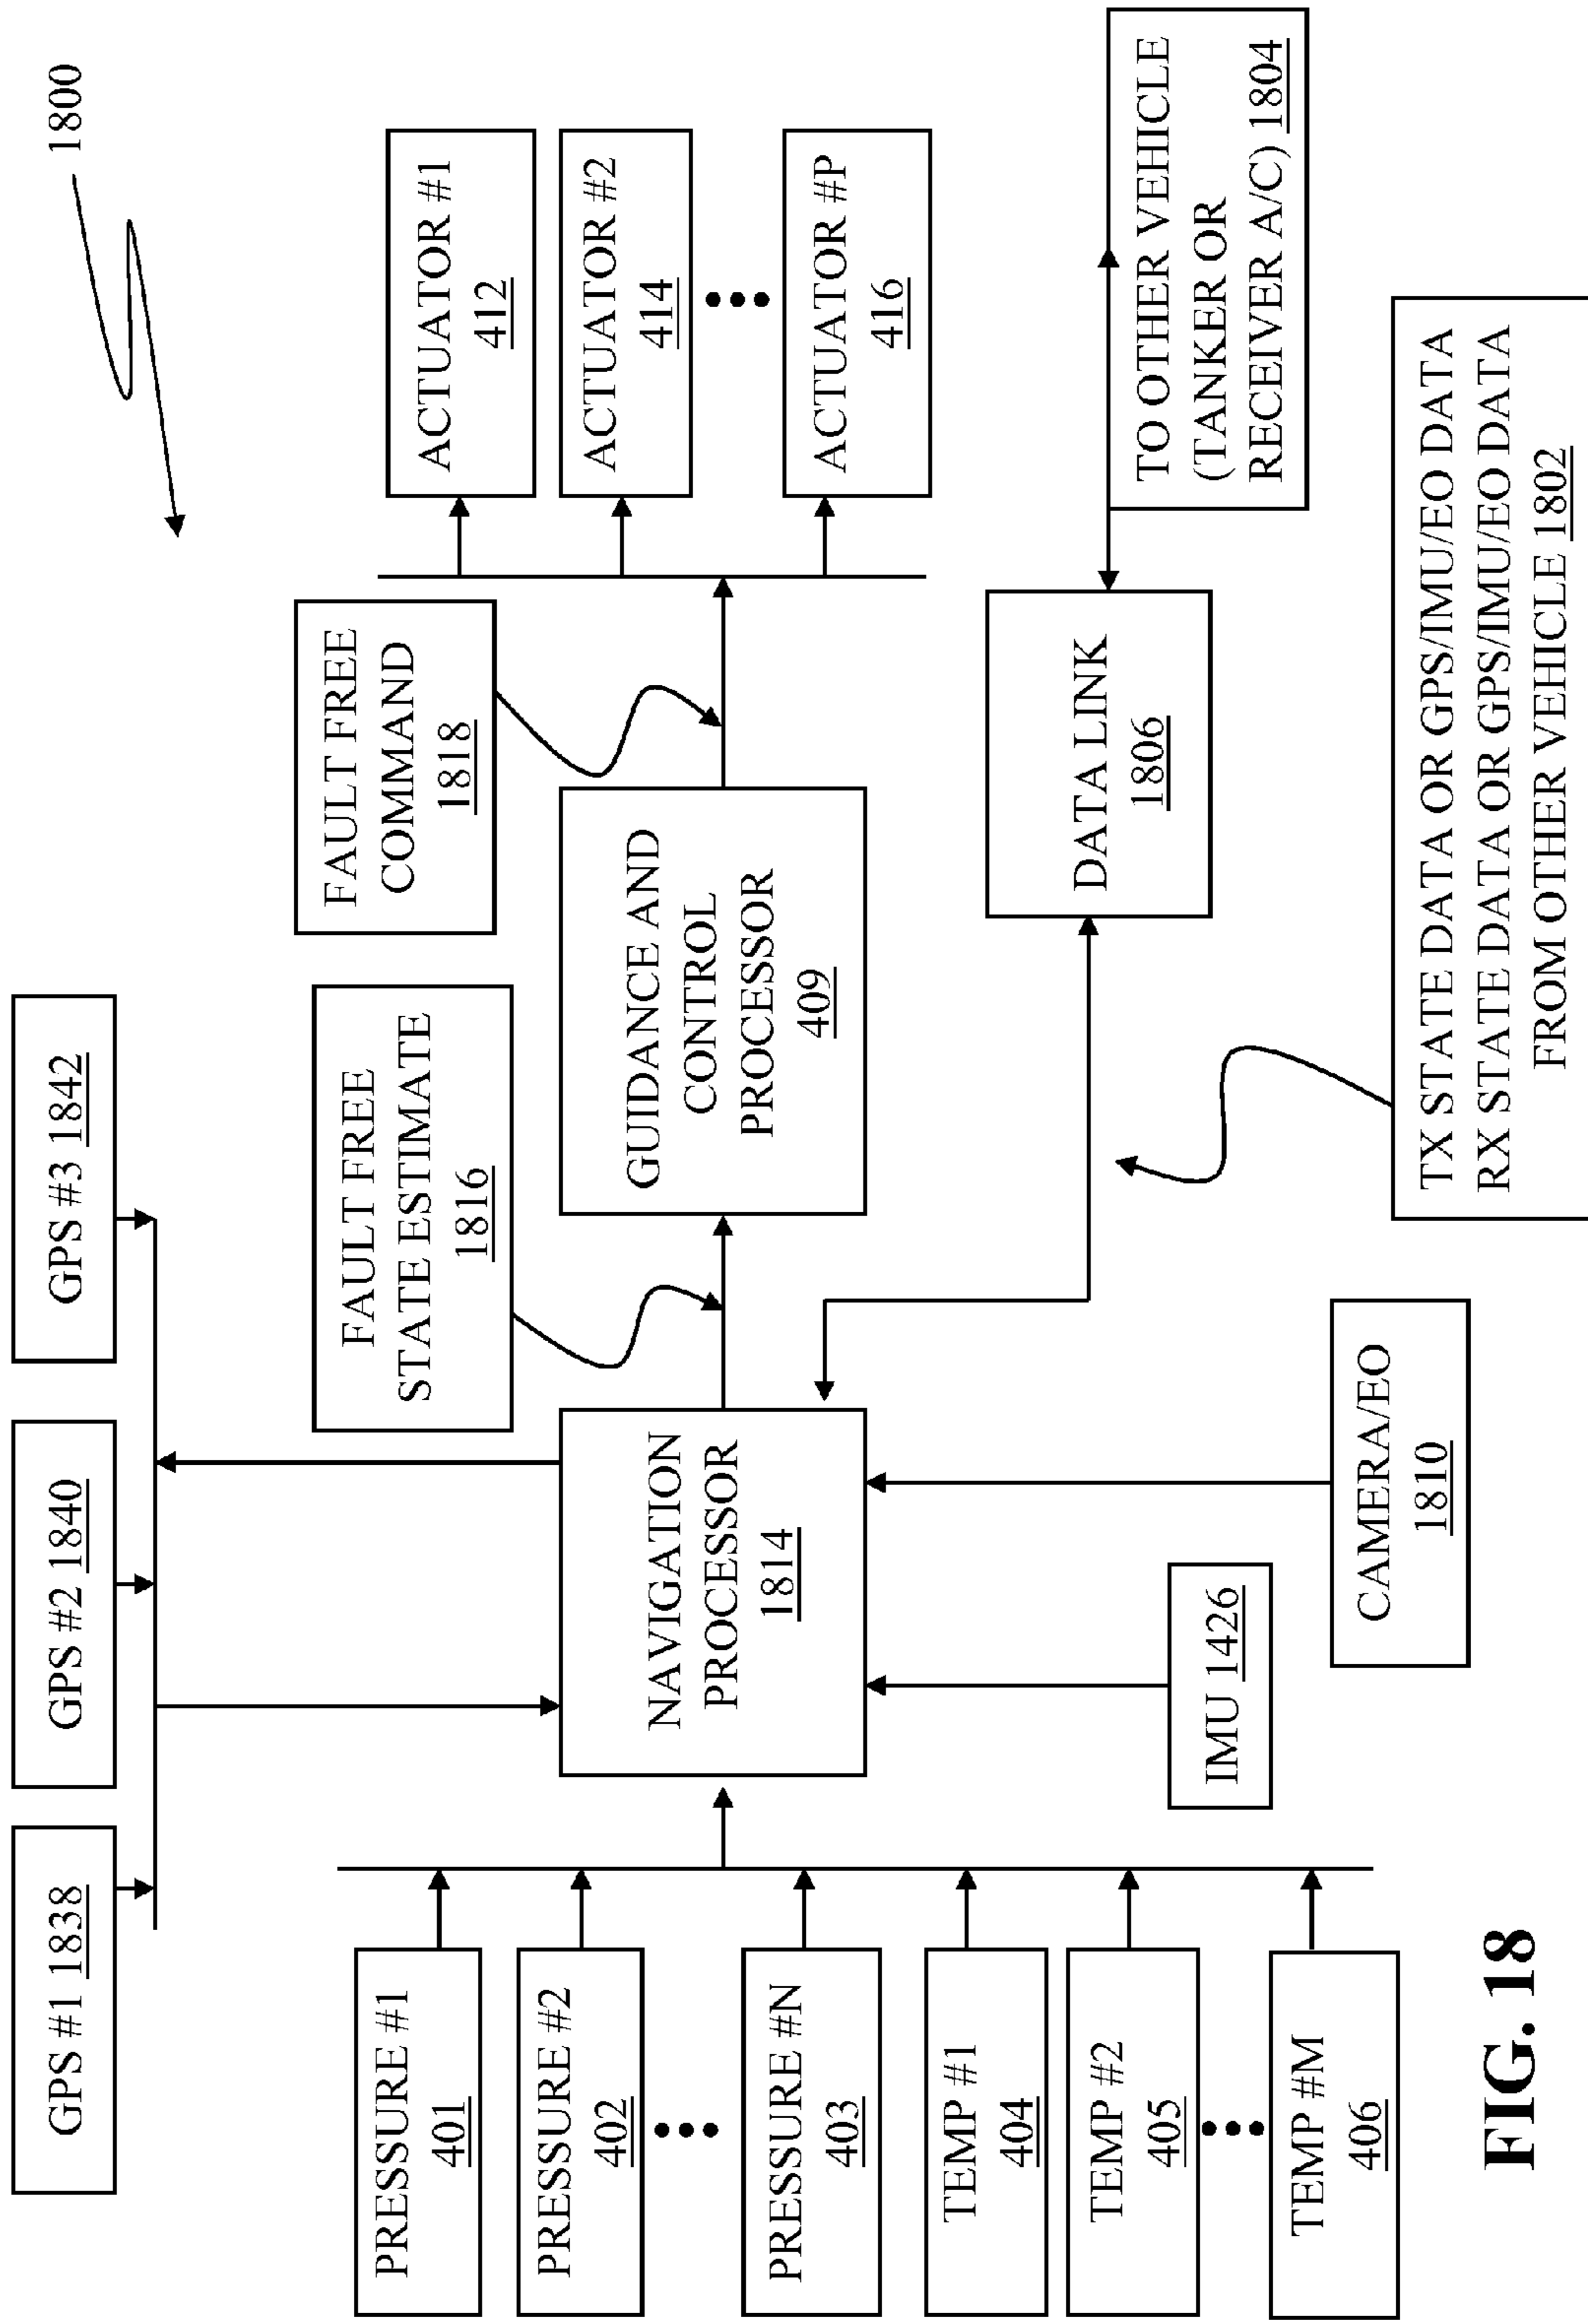 1800
GPS #1 1838
GPS #2 1840
GPS #3 1842
PRESSURE #1
401
PRESSURE #2
402
PRESSURE #N
403
TEMP #1
404
TEMP #2
405
TEMP #M
406
NAVIGATION
PROCESSOR
1814
IMU 1426
CAMERA/EO
1810
FAULT FREE
STATE ESTIMATE
1816
GUIDANCE AND
CONTROL
PROCESSOR
409
FAULT FREE
COMMAND
1818
ACTUATOR #1
412
ACTUATOR #2
414
ACTUATOR #P
416
DATA LINK
1806
TO OTHER VEHICLE
(TANKER OR
RECEIVER A/C) 1804
TX STATE DATA OR GPS/IMU/EO DATA
RX STATE DATA OR GPS/IMU/EO DATA
FROM OTHER VEHICLE 1802
FIG. 18